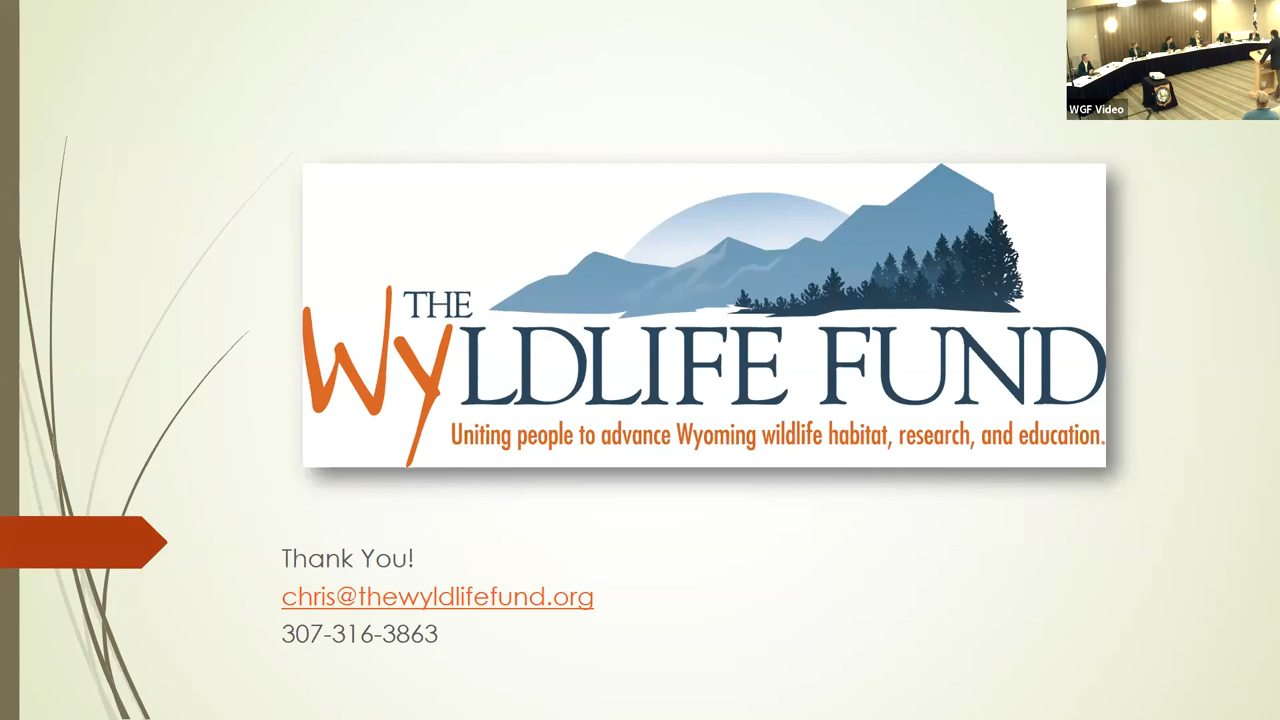 WGF Video
THE
WYLDLIFE FUND
Uniting people to advance Wyoming wildlife habitat, research, and education.
Thank You!
chris@thewyldlifefund.org
307-316-3863